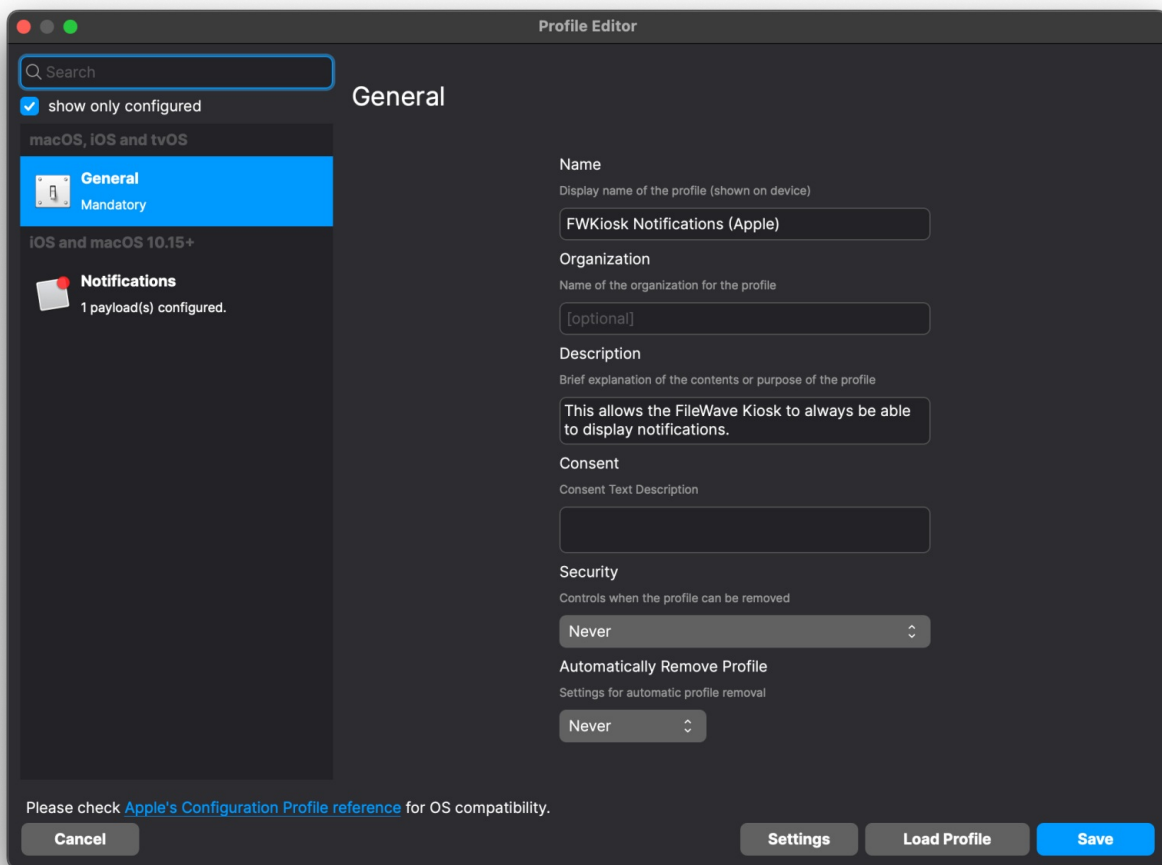 Profile Editor
Search
show only configured
macOS, iOS and tvOS
General
Mandatory
iOS and macOS 10.15+
Notifications
1 payload(s) configured.
General
Name
Display name of the profile (shown on device)
FWKiosk Notifications (Apple)
Organization
Name of the organization for the profile
[optional]
Description
Brief explanation of the contents or purpose of the profile
This allows the FileWave Kiosk to always be able
to display notifications.
Consent
Consent Text Description
Security
Controls when the profile can be removed
Never
Automatically Remove Profile
Settings for automatic profile removal
Never
Please check Apple's Configuration Profile reference for OS compatibility.
Cancel
Settings
Load Profile
Save